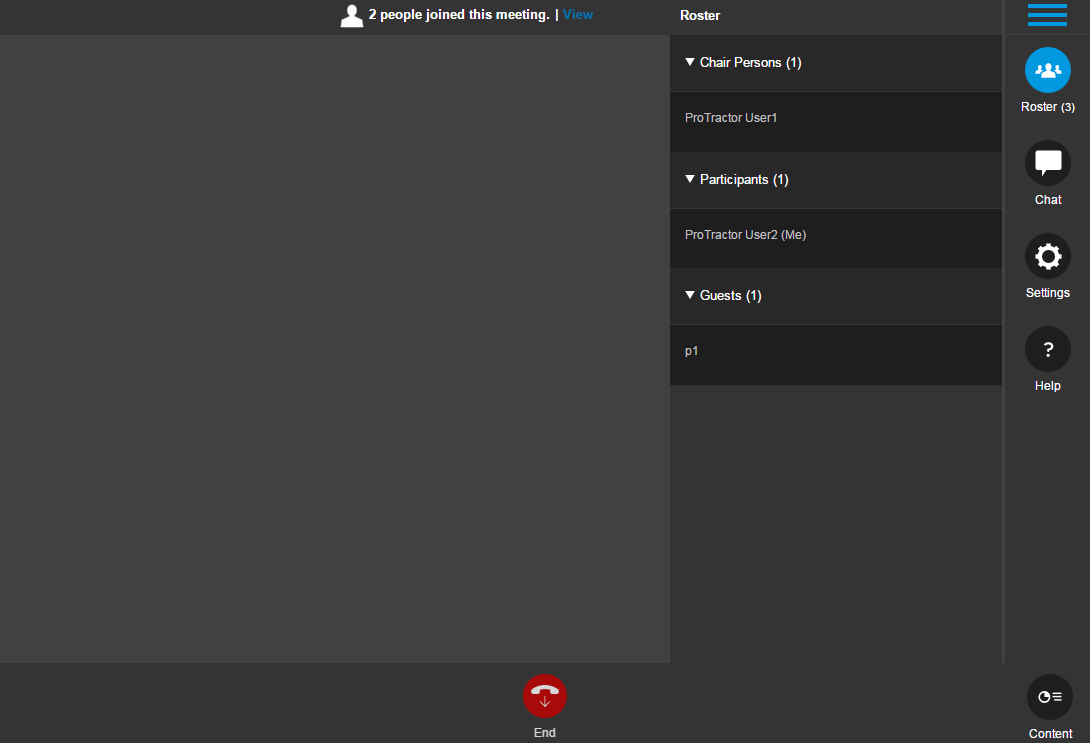 2 people joined this meeting. | View
Roster
▼ Chair Persons (1)
ProTractor User1
▼ Participants (1)
ProTractor User2 (Me)
▼ Guests (1)
p1
Roster (3)
Chat
Settings
?
Help
End
Content